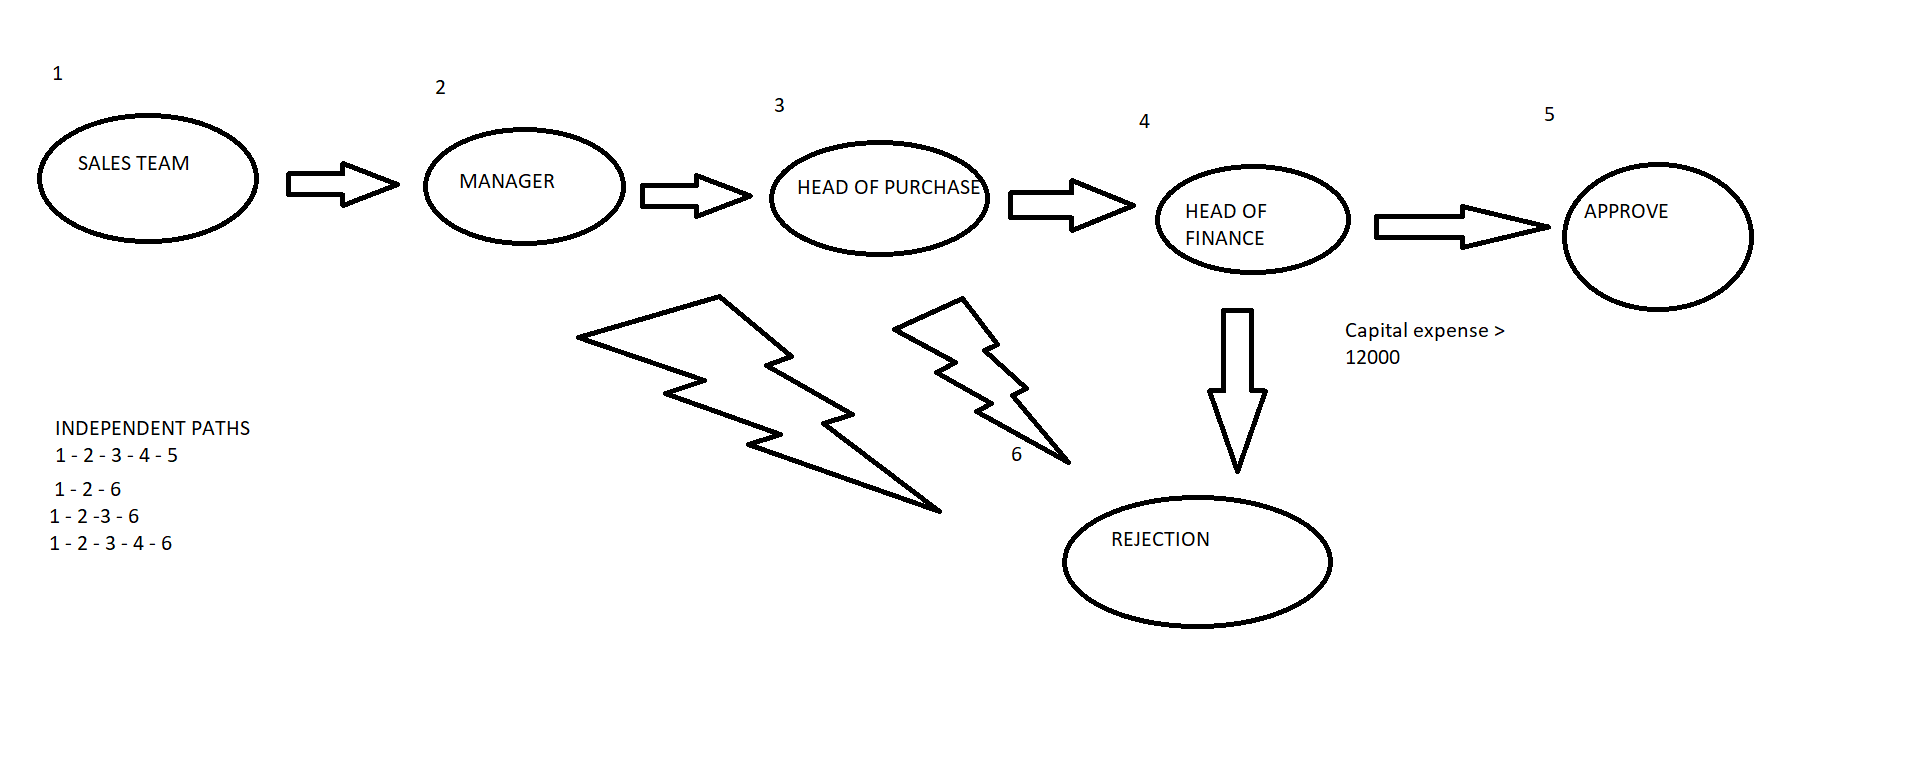 1
2
3
4
5
SALES TEAM
MANAGER
HEAD OF PURCHASE
HEAD OF
FINANCE
APPROVE
Capital expense >
12000
INDEPENDENT PATHS
1 - 2 - 3 - 4 - 5
1 - 2 - 6
1 - 2 -3 - 6
1 - 2 - 3 - 4 - 6
6
REJECTION